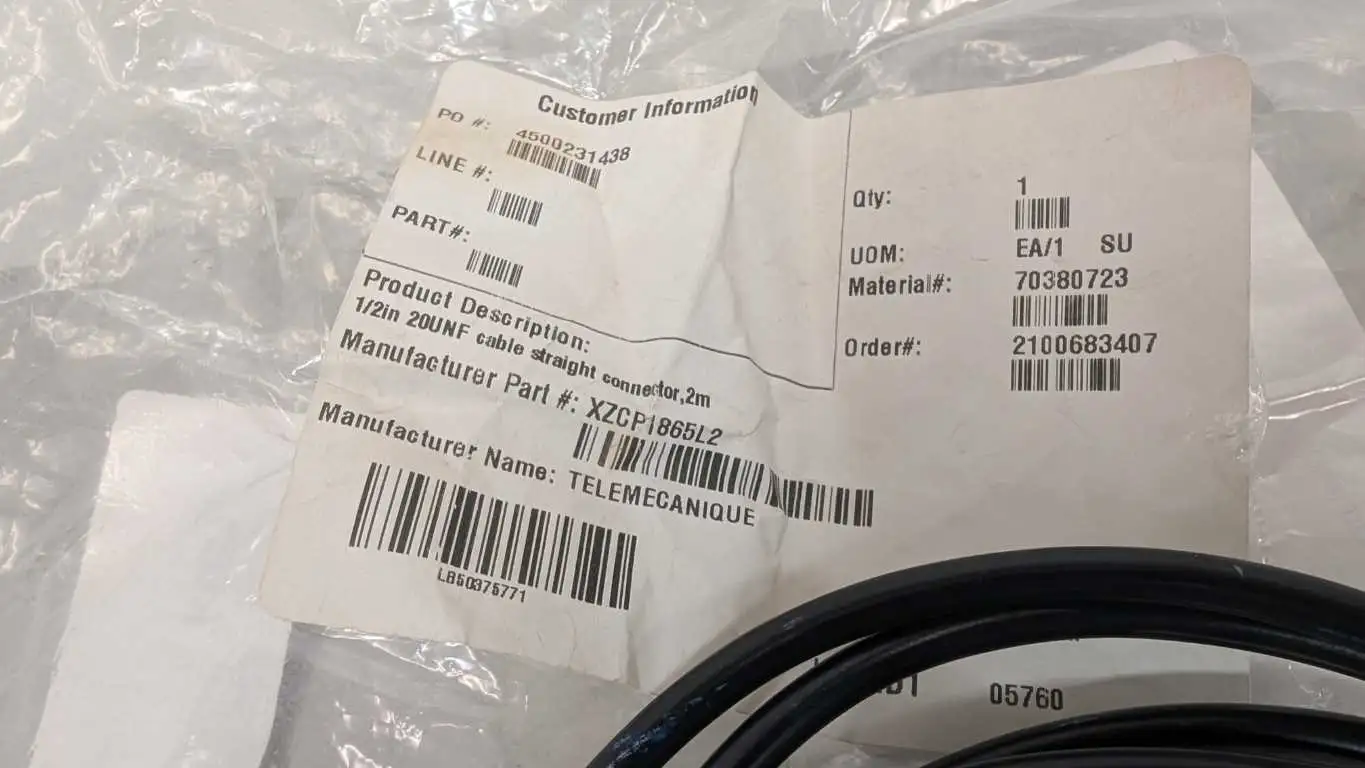 Customer Information
PO #: 4500231438
LINE #:
PART#:
Product Description:
1/2in 20UNF cable straight connector,2m
Manufacturer Part #: XZCP1865L2
Manufacturer Name: TELEMECANIQUE
LB50375771
Qty: 1
UOM: EA/1 SU
Material#: 70380723
Order#: 2100683407
05760